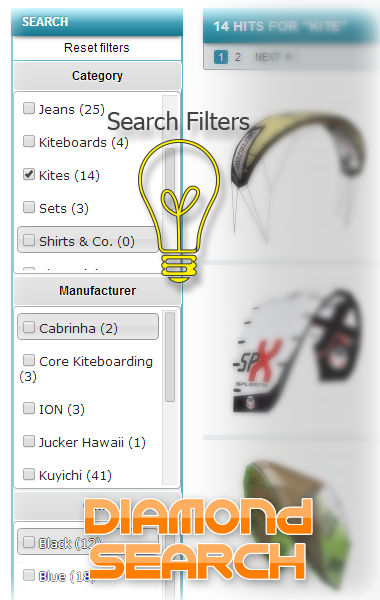 SEARCH
Reset filters
Category
Jeans (25)
Kiteboards (4)
Kites (14)
Sets (3)
Shirts & Co. (0)
Manufacturer
Cabrinha (2)
Core Kiteboarding
(3)
ION (3)
Jucker Hawaii (1)
Kuyichi (41)
Black (12)
Blue (18)
Search Filters
14 HITS FOR "KITE"
1 2 NEXT
SPX
DIAMOND
SEARCH